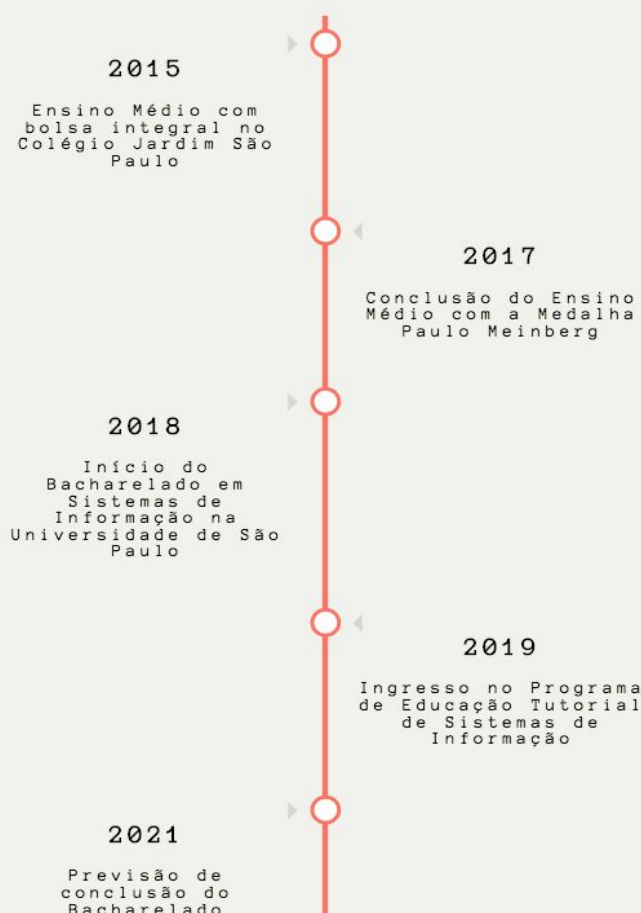 2015
Ensino Médio com
bolsa integral no
Colégio Jardim São
Paulo
2017
Conclusão do Ensino
Médio com a Medalha
Paulo Meinberg
2018
Início do
Bacharelado em
Sistemas de
Informação na
Universidade de São
Paulo
2019
Ingresso no Programa
de Educação Tutorial
de Sistemas de
Informação
2021
Previsão de
conclusão do
Bacharelado